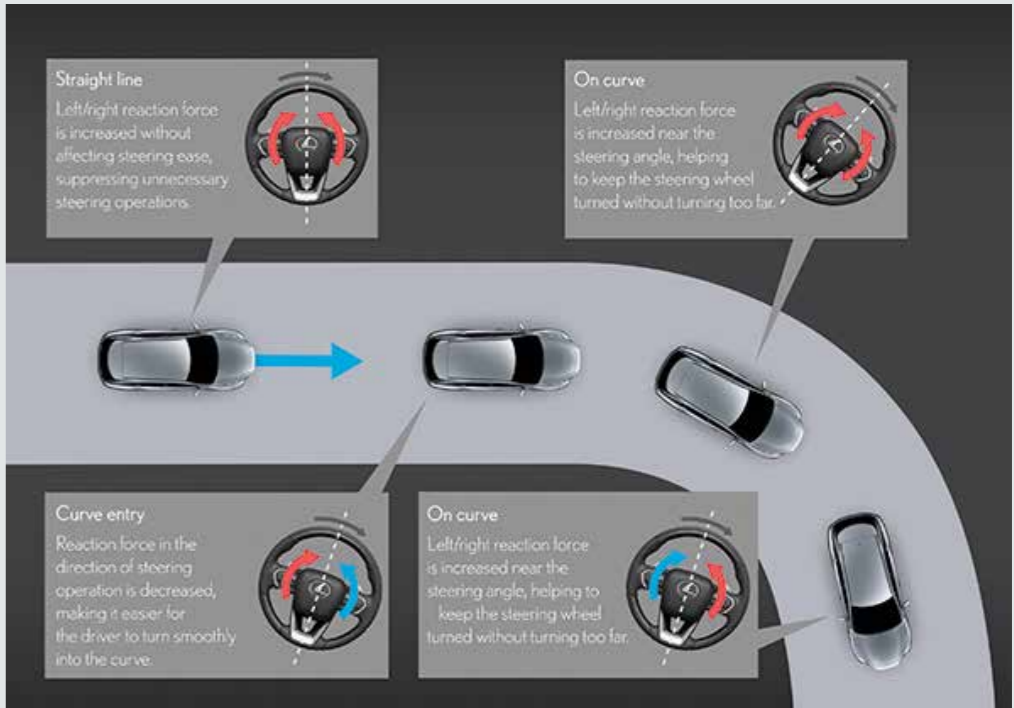 Straight line
Left/right reaction force
is increased without
affecting steering ease,
suppressing unnecessary
steering operations.
On curve
Left/right reaction force
is increased near the
steering angle, helping
to keep the steering wheel
turned without turning too far.
Curve entry
Reaction force in the
direction of steering
operation is decreased,
making it easier for
the driver to turn smoothly
into the curve.
On curve
Left/right reaction force
is increased near the
steering angle, helping to
keep the steering wheel
turned without turning too far.